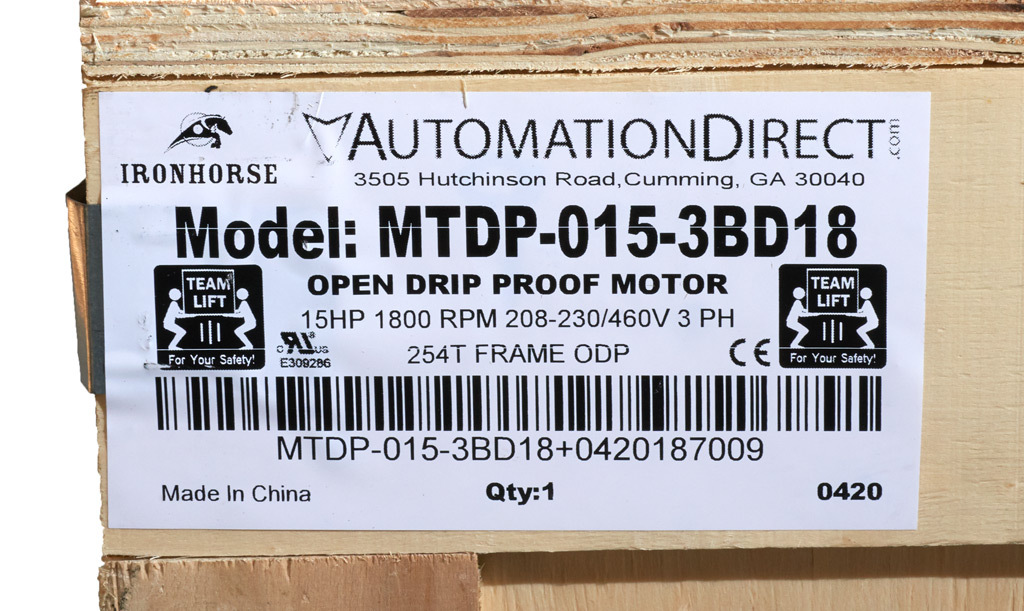 IRONHORSE
AUTOMATIONDIRECT.com
3505 Hutchinson Road,Cumming, GA 30040
Model: MTDP-015-3BD18
OPEN DRIP PROOF MOTOR
TEAM
LIFT
For Your Safety!
15HP 1800 RPM 208-230/460V 3 PH
c RU US
E309286
254T FRAME ODP
CE
TEAM
LIFT
For Your Safety!
MTDP-015-3BD18+0420187009
Made In China
Qty:1
0420